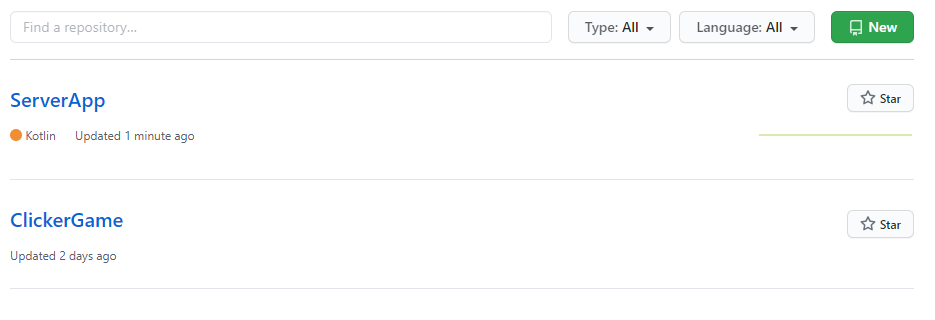 Find a repository... Type: All Language: All New
ServerApp Star
Kotlin Updated 1 minute ago
ClickerGame Star
Updated 2 days ago